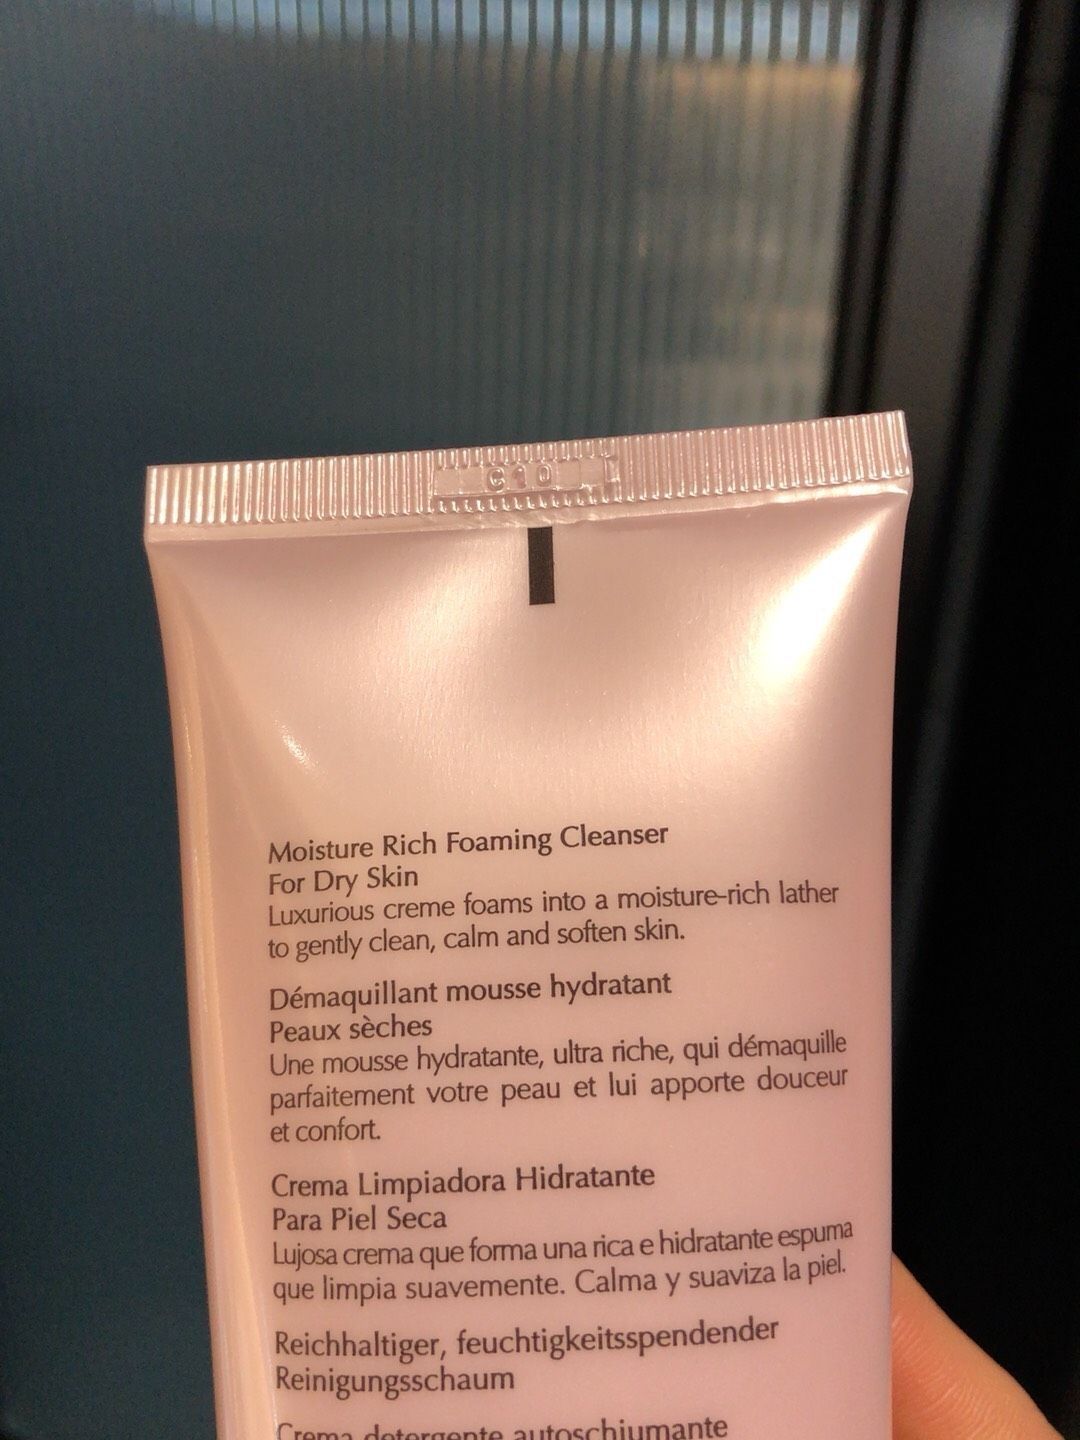 C10
Moisture Rich Foaming Cleanser
For Dry Skin
Luxurious creme foams into a moisture-rich lather
to gently clean, calm and soften skin.
Démaquillant mousse hydratant
Peaux sèches
Une mousse hydratante, ultra riche, qui démaquille
parfaitement votre peau et lui apporte douceur
et confort.
Crema Limpiadora Hidratante
Para Piel Seca
Lujosa crema que forma una rica e hidratante espuma
que limpia suavemente. Calma y suaviza la piel.
Reichhaltiger, feuchtigkeitsspendender
Reinigungsschaum
Crema detergente autoschiumante